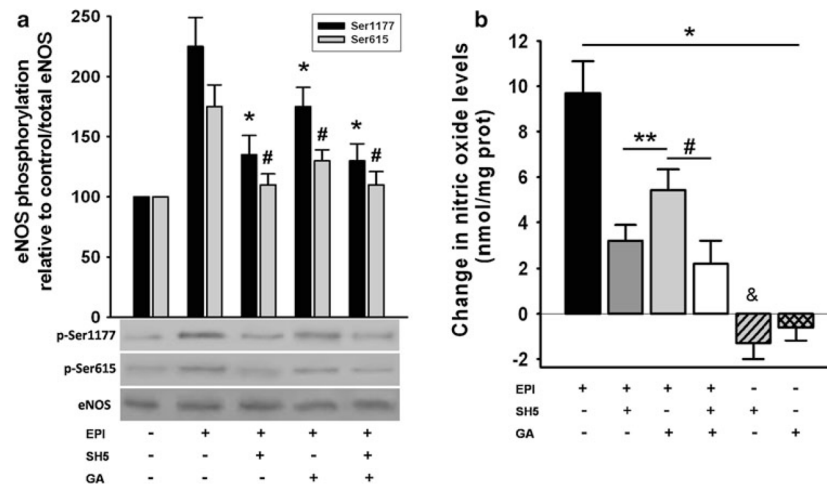 a
eNOS phosphorylation
relative to control/total eNOS
250
200
150
100
50
0
Ser1177
Ser615
*
#
*
#
*
#
p-Ser1177
p-Ser615
eNOS
EPI - + + + +
SH5 - - + - +
GA - - - + +
b
Change in nitric oxide levels
(nmol/mg prot)
12
10
8
6
4
2
0
-2
*
**
#
&
EPI + + + + - -
SH5 - + - + + -
GA - - + + - +